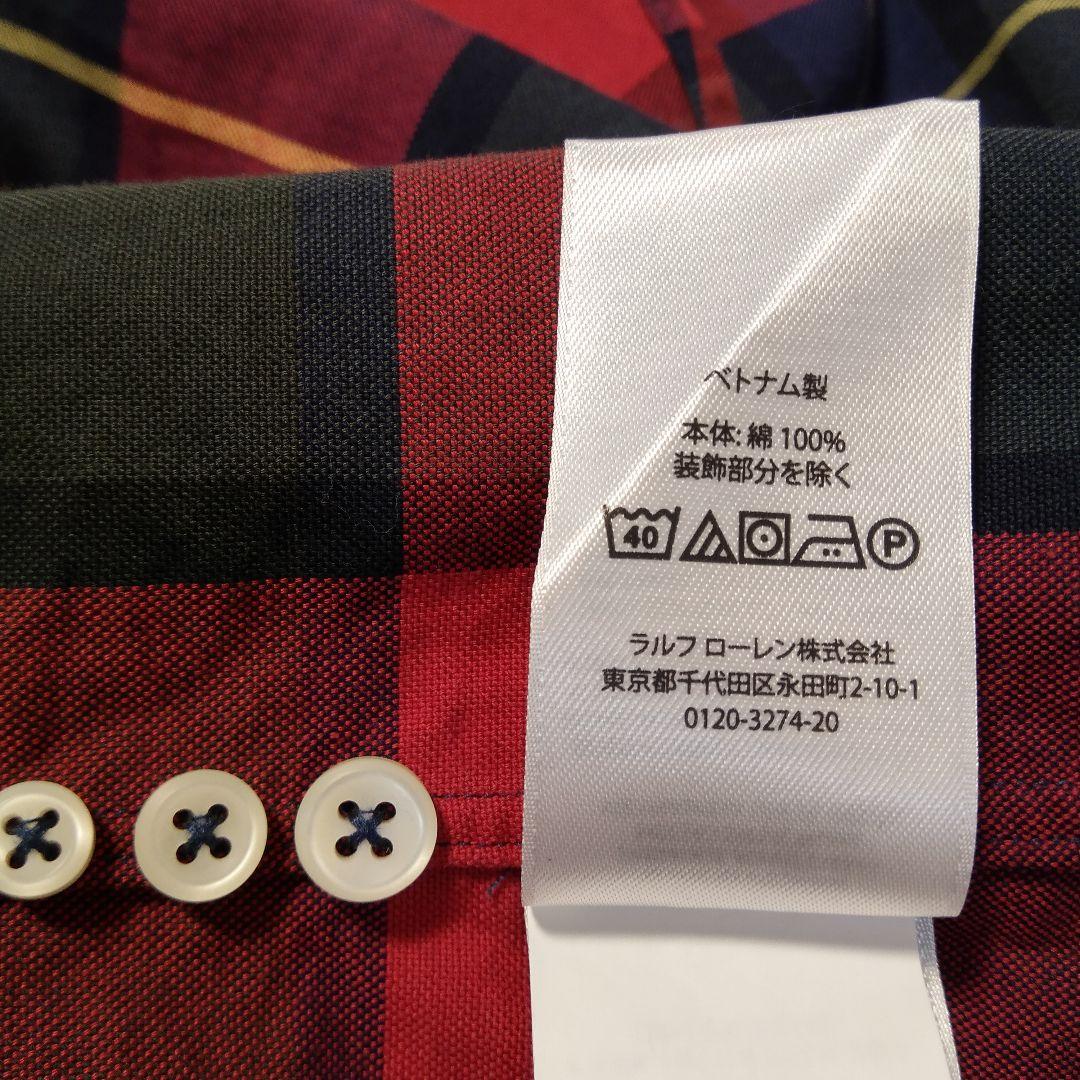 ベトナム製
本体: 綿 100%
装飾部分を除く
40 P
ラルフ ローレン株式会社
東京都千代田区永田町2-10-1
0120-3274-20